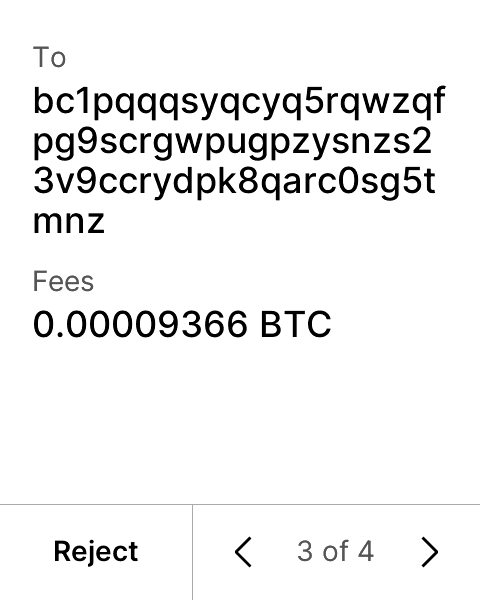 To
bc1pqqqsyqcyq5rqwzqf
pg9scrgwpugpzysnzs2
3v9ccrydpk8qarc0sg5t
mnz
Fees
0.00009366 BTC
Reject
3 of 4